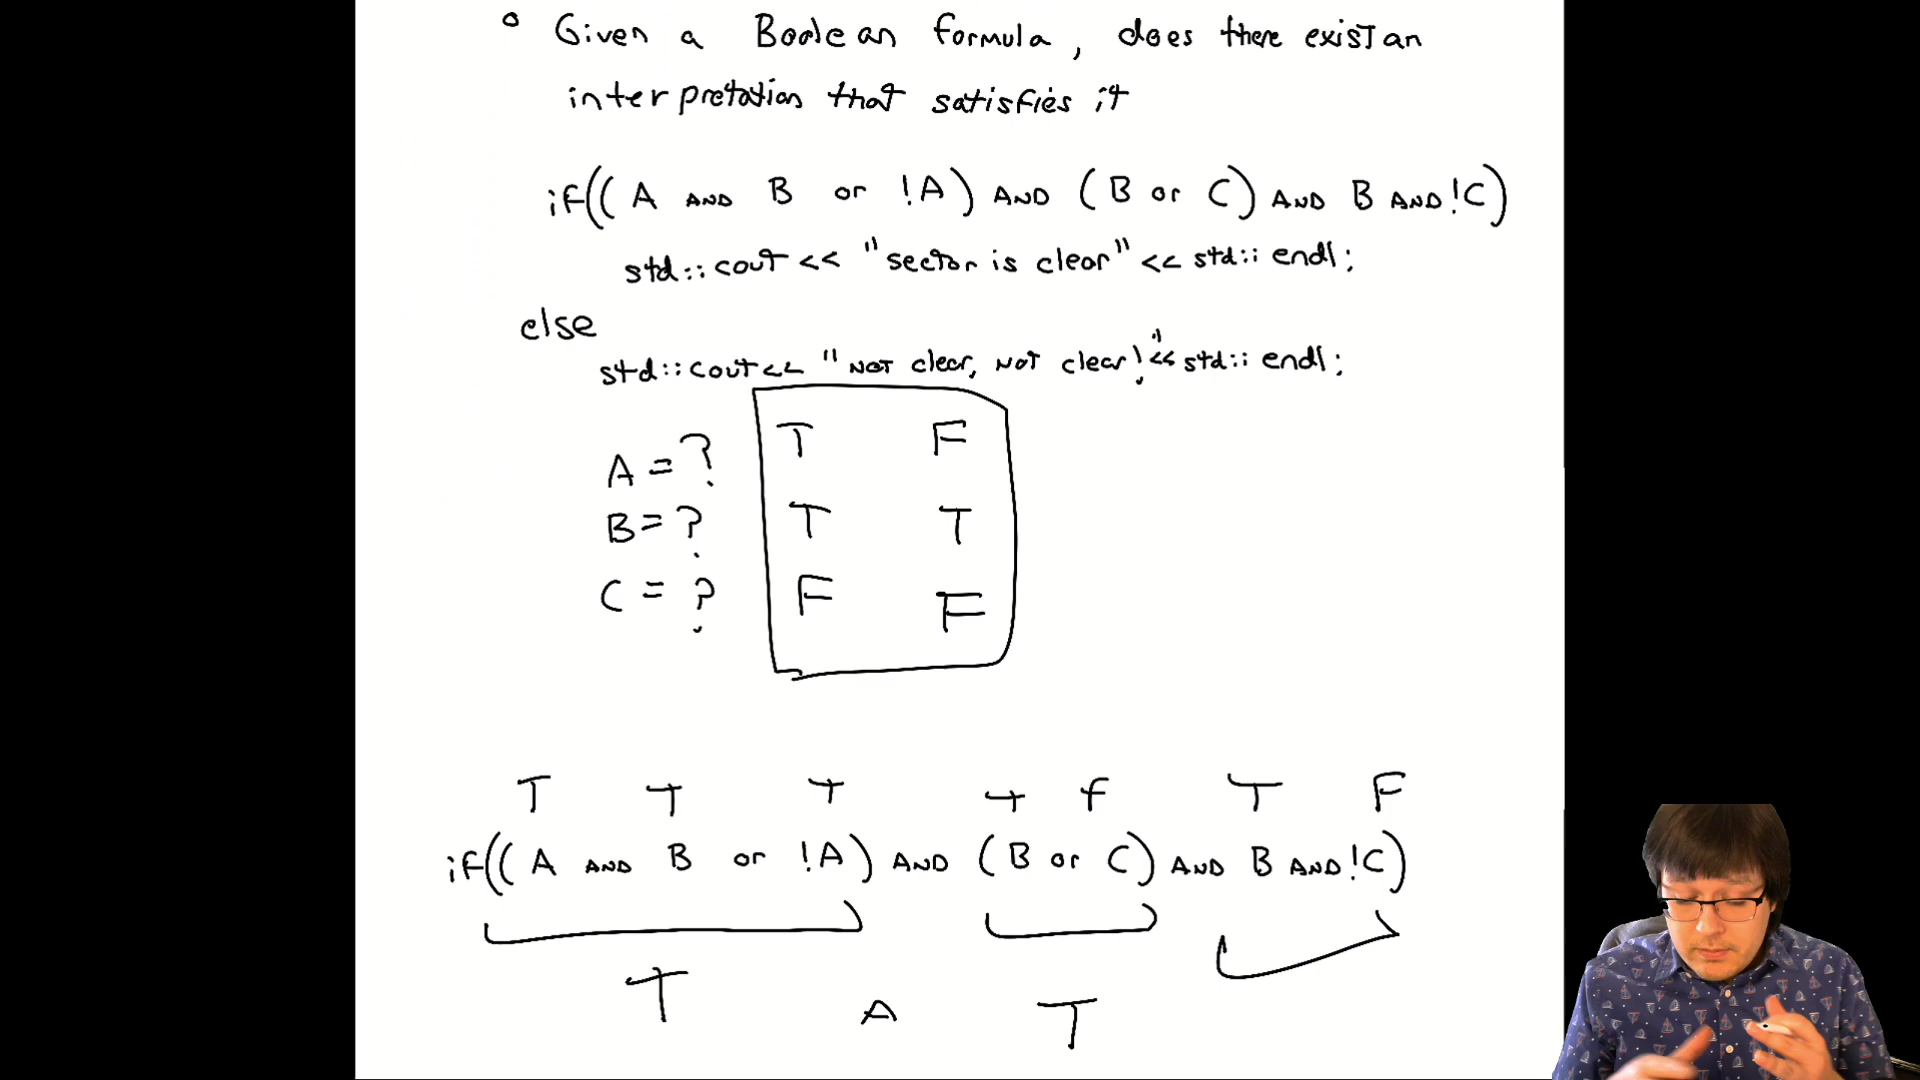 Given a Boolean formula, does there exist an
interpretation that satisfies it
if((A AND B or !A) AND (B or C) AND B AND !C)
std::cout << "sector is clear" << std::endl;
else
std::cout << "NOT clear, NOT clear!" << std::endl;
A = ? T F
B = ? T T
C = ? F F
T T T T f T F
if((A AND B or !A) AND (B or C) AND B AND !C)
T A T